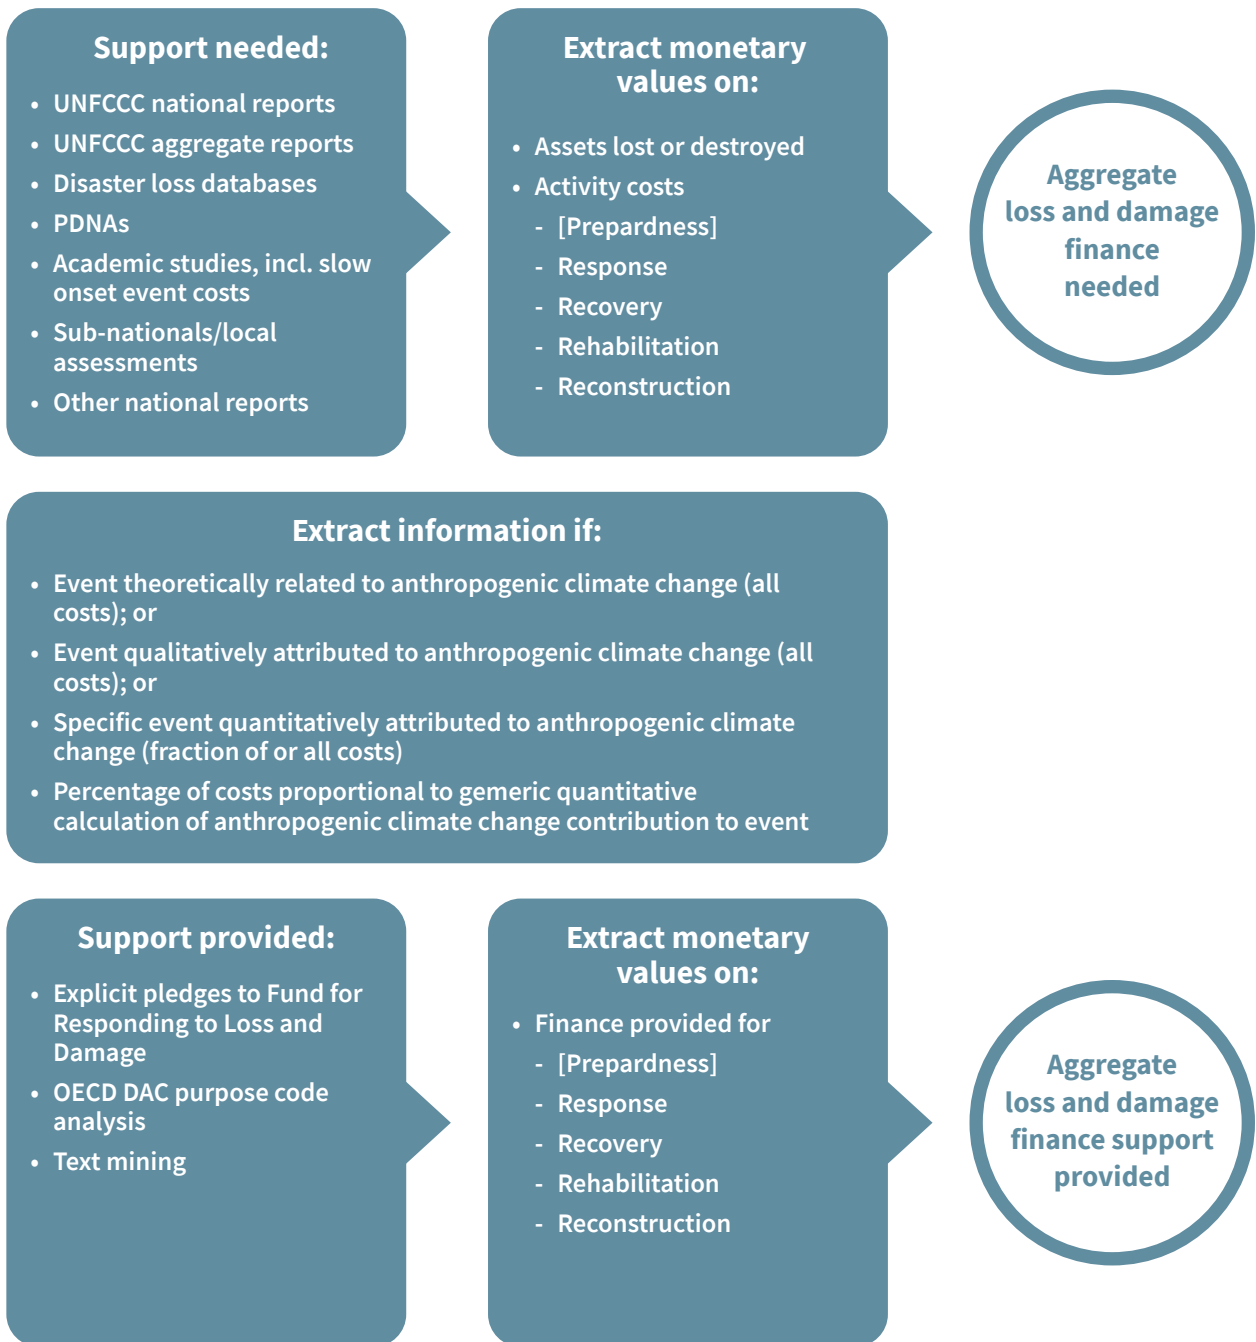 Support needed:
• UNFCCC national reports
• UNFCCC aggregate reports
• Disaster loss databases
• PDNAs
• Academic studies, incl. slow
onset event costs
• Sub-nationals/local
assessments
• Other national reports
Extract monetary
values on:
• Assets lost or destroyed
• Activity costs
- [Prepardness]
- Response
- Recovery
- Rehabilitation
- Reconstruction
Aggregate
loss and damage
finance
needed
Extract information if:
• Event theoretically related to anthropogenic climate change (all
costs); or
• Event qualitatively attributed to anthropogenic climate change (all
costs); or
• Specific event quantitatively attributed to anthropogenic climate
change (fraction of or all costs)
• Percentage of costs proportional to gemeric quantitative
calculation of anthropogenic climate change contribution to event
Support provided:
• Explicit pledges to Fund for
Responding to Loss and
Damage
• OECD DAC purpose code
analysis
• Text mining
Extract monetary
values on:
• Finance provided for
- [Prepardness]
- Response
- Recovery
- Rehabilitation
- Reconstruction
Aggregate
loss and damage
finance support
provided